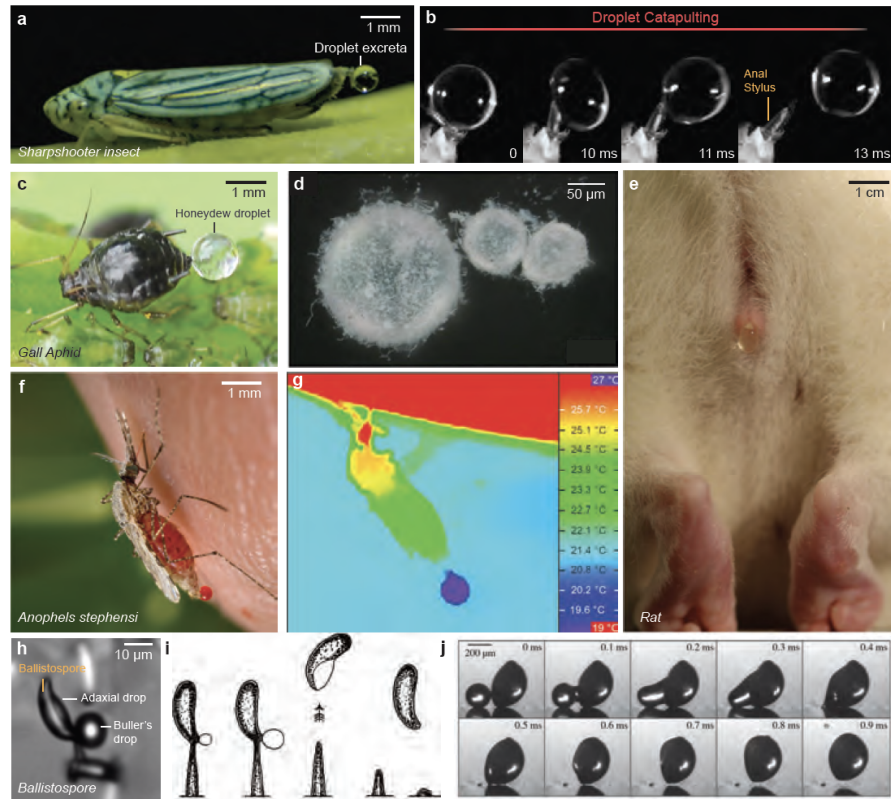 a
1 mm
Droplet excreta
Sharpshooter insect
b
Droplet Catapulting
Anal
Stylus
0
10 ms
11 ms
13 ms
c
1 mm
Honeydew droplet
Gall Aphid
d
50 µm
e
1 cm
Rat
f
1 mm
Anophels stephensi
g
27 °C
25.7 °C
25.1 °C
24.5 °C
23.9 °C
23.3 °C
22.7 °C
22.1 °C
21.4 °C
20.8 °C
20.2 °C
19.6 °C
19 °C
h
10 µm
Ballistospore
Adaxial drop
Buller's
drop
Ballistospore
i
j
200 µm
0 ms
0.1 ms
0.2 ms
0.3 ms
0.4 ms
0.5 ms
0.6 ms
0.7 ms
0.8 ms
0.9 ms